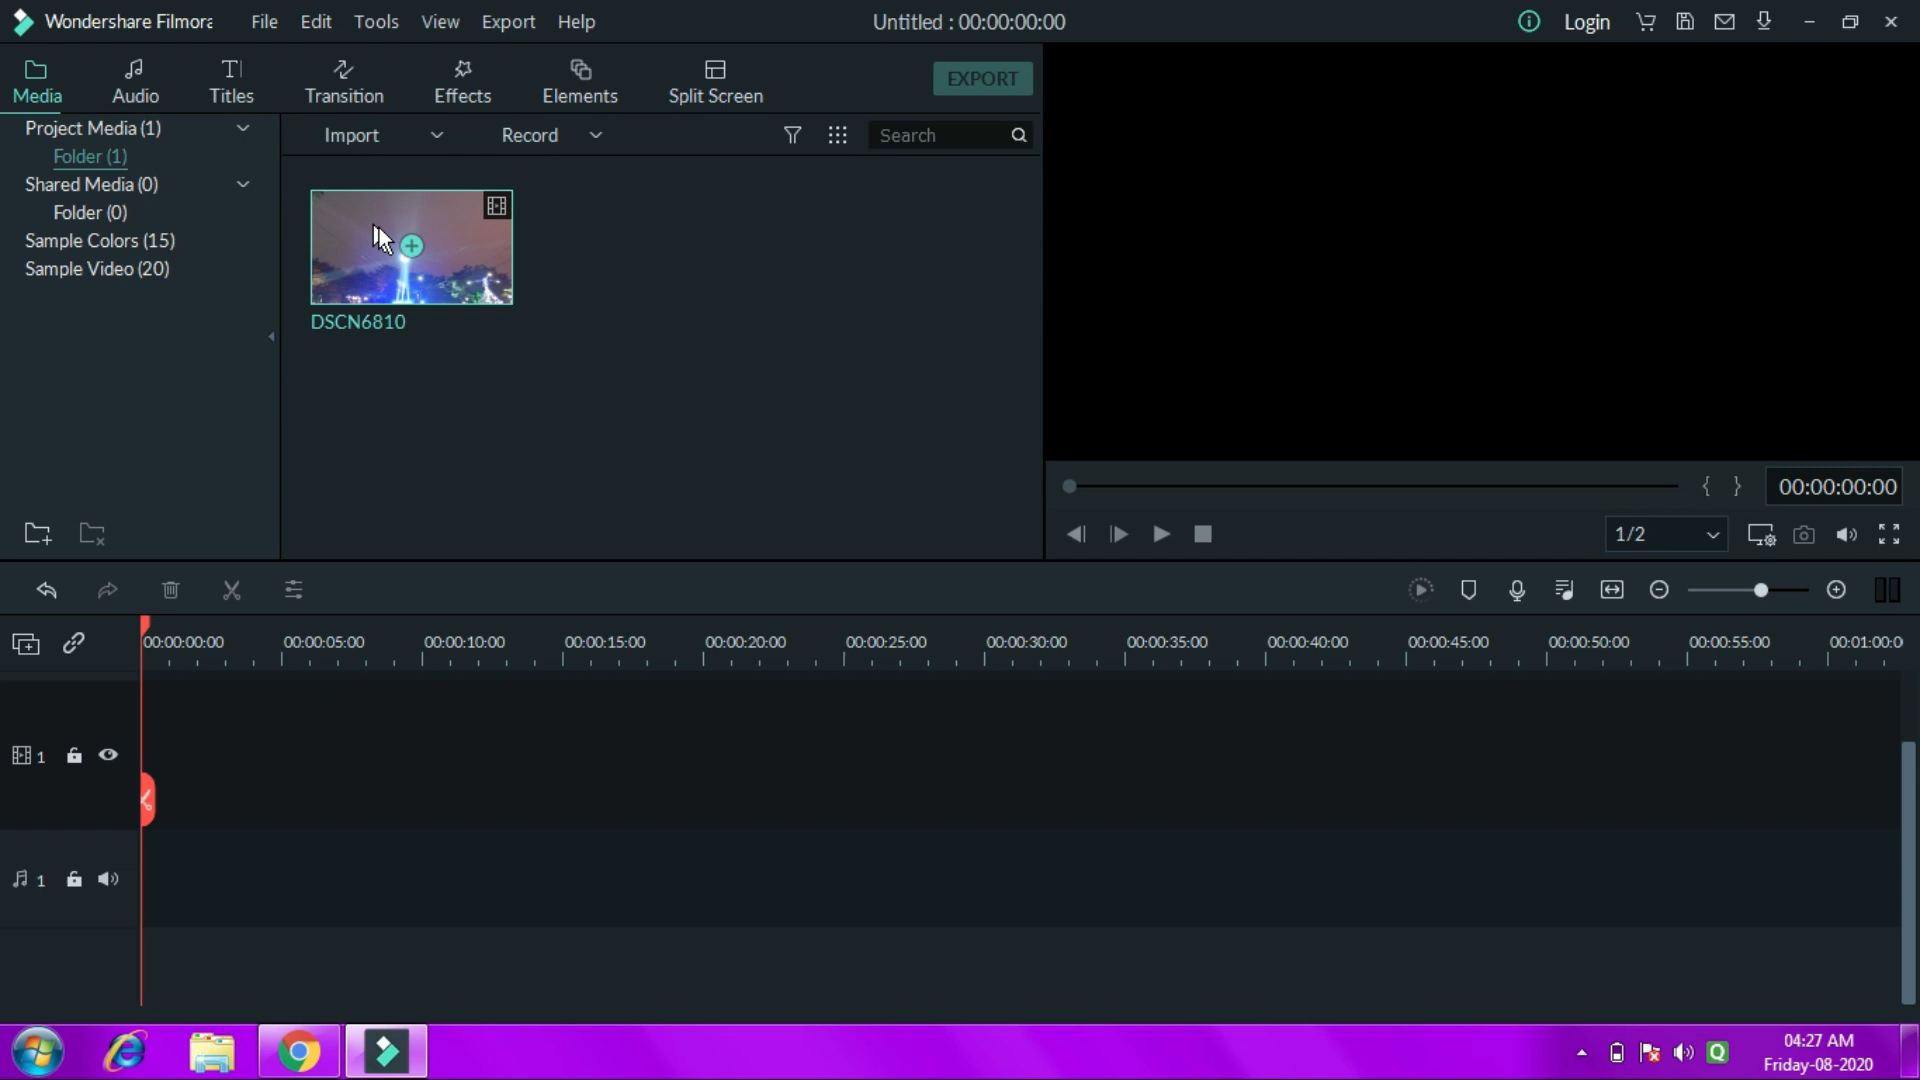 Wondershare Filmora File Edit Tools View Export Help Untitled : 00:00:00:00 Login
Media Audio Titles Transition Effects Elements Split Screen EXPORT
Project Media (1)
Folder (1)
Shared Media (0)
Folder (0)
Sample Colors (15)
Sample Video (20)
Import Record Search
DSCN6810
{ } 00:00:00:00
1/2
00:00:00:00 00:00:05:00 00:00:10:00 00:00:15:00 00:00:20:00 00:00:25:00 00:00:30:00 00:00:35:00 00:00:40:00 00:00:45:00 00:00:50:00 00:00:55:00 00:01:00:0
1
1
04:27 AM
Friday-08-2020